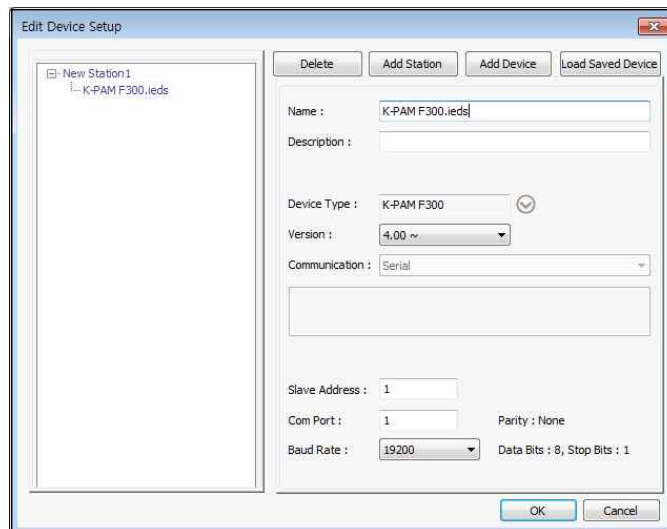 Edit Device Setup
New Station1
K-PAM F300.ieds
Delete
Add Station
Add Device
Load Saved Device
Name :
K-PAM F300.ieds
Description :
Device Type :
K-PAM F300
Version :
4.00 ~
Communication :
Serial
Slave Address :
1
Com Port :
1
Parity : None
Baud Rate :
19200
Data Bits : 8, Stop Bits : 1
OK
Cancel